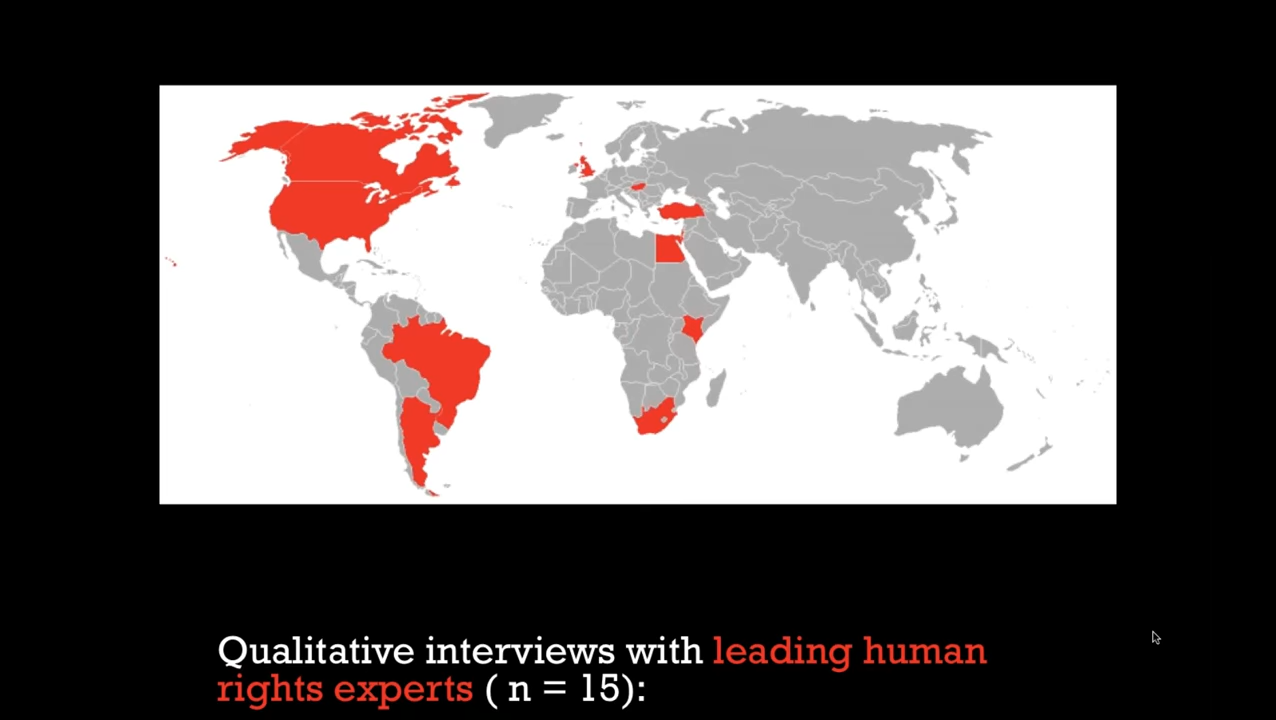 Qualitative interviews with leading human
rights experts ( n = 15):